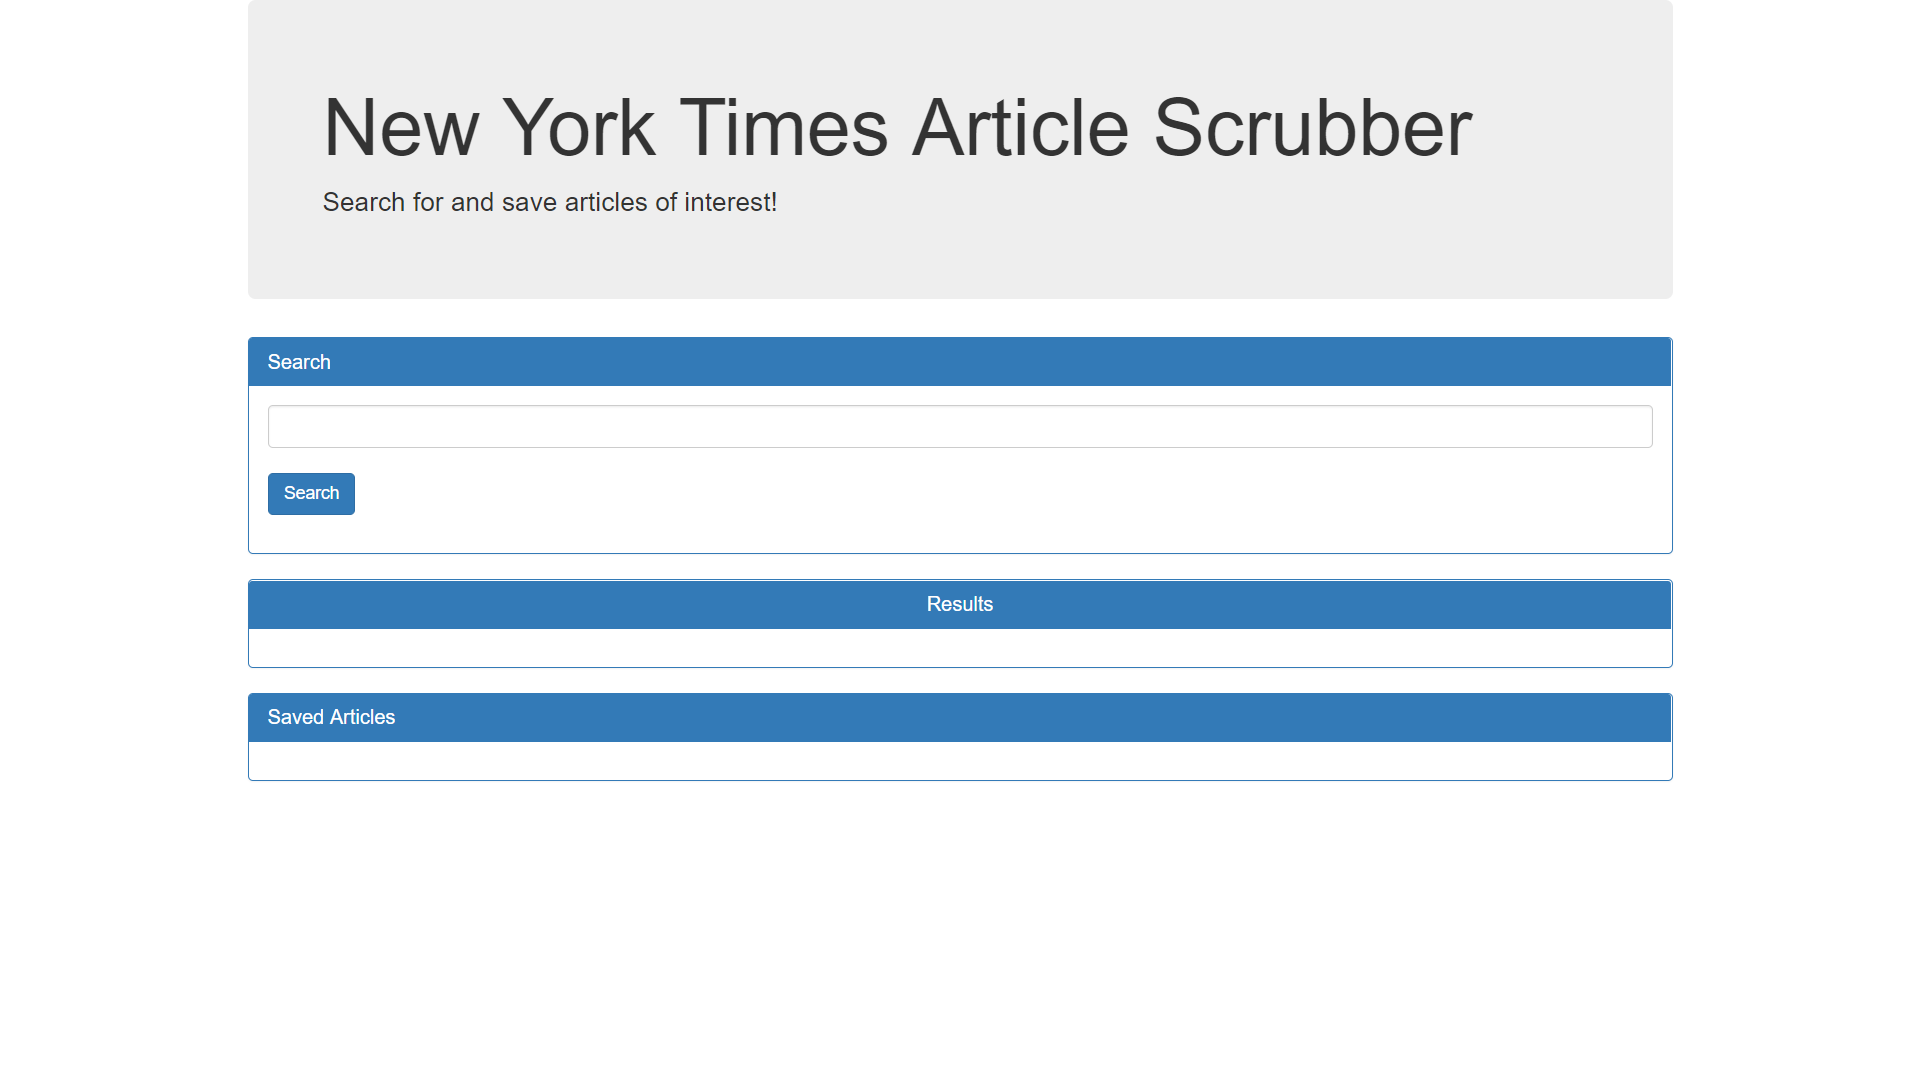 New York Times Article Scrubber
Search for and save articles of interest!
Search
Search
Results
Saved Articles